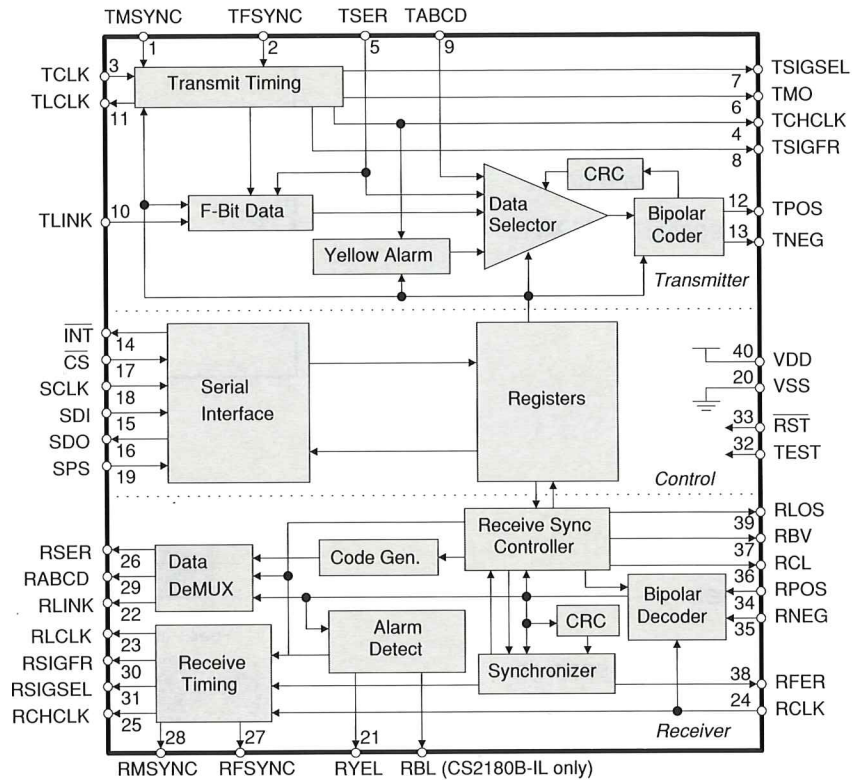 TMSYNC TFSYNC TSER TABCD
1 2 5 9
TCLK 3 Transmit Timing 7 TSIGSEL
TLCLK 11 6 TMO
4 TCHCLK
8 TSIGFR
CRC
TLINK 10 F-Bit Data Data Selector Bipolar Coder 12 TPOS
13 TNEG
Yellow Alarm
Transmitter
INT 14
CS 17
SCLK 18
SDI 15
SDO 16
SPS 19
Serial
Interface
Registers
40 VDD
20 VSS
33 RST
32 TEST
Control
Receive Sync
Controller
RLOS 39
RBV 37
RCL 36
RPOS 34
RNEG 35
RSER 26
RABCD 29
RLINK 22
Data
DeMUX
Code Gen.
Bipolar
Decoder
RLCLK 23
RSIGFR 30
RSIGSEL 31
RCHCLK 25
Receive
Timing
Alarm
Detect
CRC
Synchronizer
38 RFER
24 RCLK
Receiver
28 27 21
RMSYNC RFSYNC RYEL RBL (CS2180B-IL only)